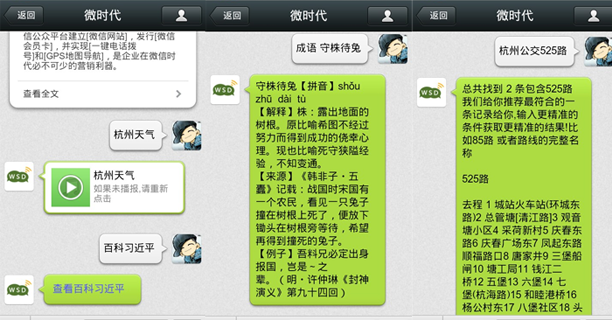 返回
微时代
信公众平台建立[微信网站]，发行[微信
会员卡]，并实现[一键电话拨
号]和[GPS地图导航]，是企业在微信时
代必不可少的营销利器。
查看全文
杭州天气
WSD
杭州天气
如果未播报,请重新
点击
百科习近平
WSD
查看百科习近平
返回
微时代
成语 守株待兔
WSD
守株待兔【拼音】shǒu
zhū dài tù
【解释】株：露出地面的
树根。原比喻希图不经过
努力而得到成功的侥幸心
理。现也比喻死守狭隘经
验，不知变通。
【来源】《韩非子·五
蠹》记载：战国时宋国有
一个农民，看见一只兔子
撞在树根上死了，便放下
锄头在树根旁等待，希望
再得到撞死的兔子。
【例子】吾料兄必定出身
报国，岂是～之
辈。（明·许仲琳《封神
演义》第九十四回）
返回
微时代
杭州公交525路
WSD
总共找到 2 条包含525路
我们给你推荐最符合的一
条记录给你,输入更精准的
条件获取更精准的结果!比
如85路 或者路线的完整名
称
525路
去程 1 城站火车站(环城东
路)2 总管塘[清江路]3 观音
塘小区4 采荷新村5 庆春东
路6 庆春广场东7 凤起东路
顺福路口8 唐家井9 三堡船
闸10 塘工局11 钱江二
桥12 五堡13 六堡14 七
堡(杭海路)15 和睦港桥16
杨公村东17 八堡社区18 头